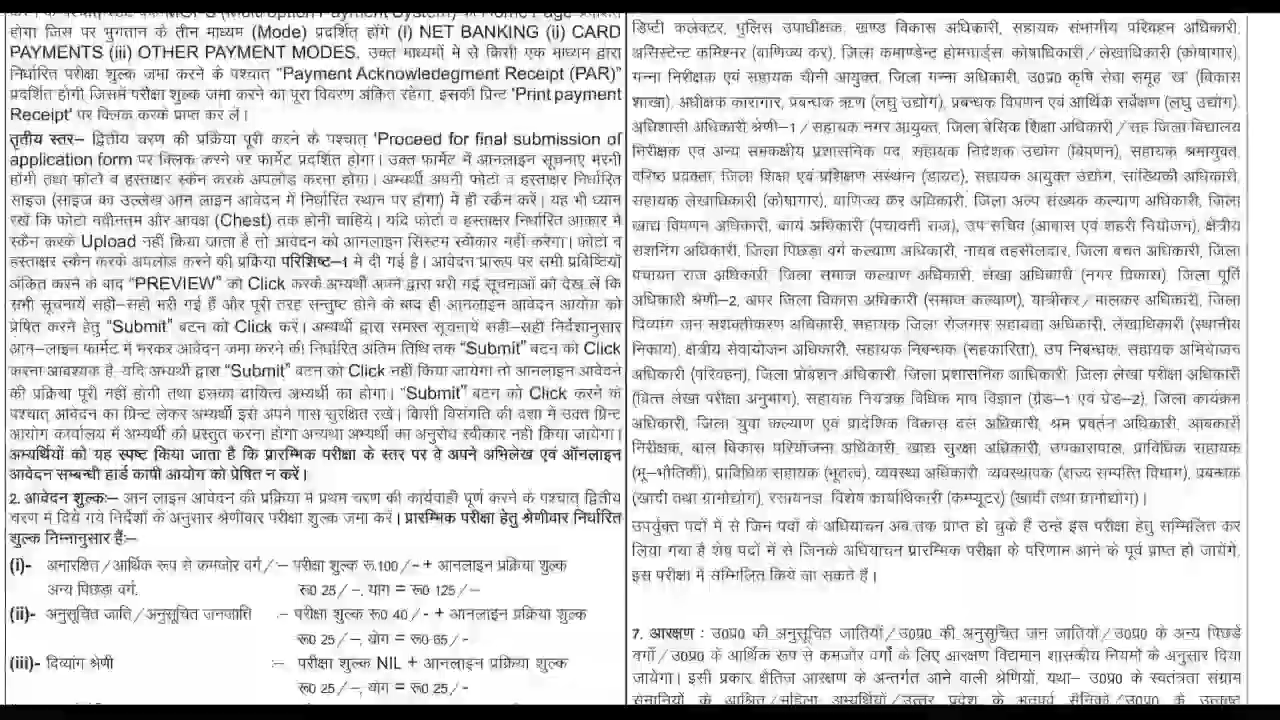 होगा जिस पर भुगतान के तीन माध्यम (Mode) प्रदर्शित होंगे (i) NET BANKING (ii) CARD
PAYMENTS (iii) OTHER PAYMENT MODES. उक्त माध्यमों में से किसी एक माध्यम द्वारा
निर्धारित परीक्षा शुल्क जमा करने के पश्चात् "Payment Acknowledegment Receipt (PAR)"
प्रदर्शित होगी जिसमें परीक्षा शुल्क जमा करने का पूरा विवरण अंकित रहेगा, इसकी प्रिन्ट 'Print payment
Receipt' पर क्लिक करके प्राप्त कर लें।
तृतीय स्तर– द्वितीय चरण की प्रक्रिया पूरी करने के पश्चात् 'Proceed for final submission of
application form पर क्लिक करने पर फार्मेट प्रदर्शित होगा। उक्त फार्मेट में आनलाइन सूचनाए भरनी
होंगी तथा फोटो व हस्ताक्षर स्कैन करके अपलोड करना होगा। अभ्यर्थी अपनी फोटो व हस्ताक्षर निर्धारित
साइज (साइज का उल्लेख ऑन लाइन आवेदन में निर्धारित स्थान पर होगा) में ही स्कैन करें। यह भी ध्यान
रखें कि फोटो नवीनतम और आवक्ष (Chest) तक होनी चाहिये। यदि फोटो व हस्ताक्षर निर्धारित आकार में
स्कैन करके Upload नहीं किया जाता है तो आवेदन को आनलाइन सिस्टम स्वीकार नहीं करेगा। फोटो व
हस्ताक्षर स्कैन करके अपलोड करने की प्रक्रिया परिशिष्ट–1 में दी गई है। आवेदन प्रारूप पर सभी प्रविष्टियाँ
अंकित करने के बाद "PREVIEW" को Click करके अभ्यर्थी अपने द्वारा भरी गई सूचनाओं को देख लें कि
सभी सूचनायें सही–सही भरी गई हैं और पूरी तरह सन्तुष्ट होने के बाद ही आनलाइन आवेदन आयोग को
प्रेषित करने हेतु "Submit" बटन को Click करें। अभ्यर्थी द्वारा समस्त सूचनायें सही–सही निर्देशानुसार
आन–लाइन फार्मेट में भरकर आवेदन जमा करने की निर्धारित अंतिम तिथि तक "Submit" बटन को Click
करना आवश्यक है यदि अभ्यर्थी द्वारा "Submit" बटन को Click नहीं किया जायेगा तो आनलाइन आवेदन
की प्रक्रिया पूरी नहीं होगी तथा इसका दायित्व अभ्यर्थी का होगा। "Submit" बटन को Click करने के
पश्चात् आवेदन का प्रिन्ट लेकर अभ्यर्थी इसे अपने पास सुरक्षित रखें। किसी विसंगति की दशा में उक्त प्रिन्ट
आयोग कार्यालय में अभ्यर्थी को प्रस्तुत करना होगा अन्यथा अभ्यर्थी का अनुरोध स्वीकार नहीं किया जायेगा।
अभ्यर्थियों को यह स्पष्ट किया जाता है कि प्रारम्भिक परीक्षा के स्तर पर वे अपने अभिलेख एवं ऑनलाइन
आवेदन सम्बन्धी हार्ड कापी आयोग को प्रेषित न करें।
2. आवेदन शुल्कः– आन लाइन आवेदन की प्रक्रिया में प्रथम चरण की कार्यवाही पूर्ण करने के पश्चात् द्वितीय
चरण में दिये गये निर्देशों के अनुसार श्रेणीवार परीक्षा शुल्क जमा करें। प्रारम्भिक परीक्षा हेतु श्रेणीवार निर्धारित
शुल्क निम्नानुसार हैः–
(i)- अनारक्षित/आर्थिक रूप से कमजोर वर्ग/:– परीक्षा शुल्क रू.100/- + आनलाइन प्रक्रिया शुल्क
अन्य पिछड़ा वर्ग. रू0 25/–, योग = रू0 125/–
(ii)- अनुसूचित जाति/अनुसूचित जनजाति :– परीक्षा शुल्क रू0 40/- + आनलाइन प्रक्रिया शुल्क
रू0 25/–, योग = रू0 65/-
(iii)- दिव्यांग श्रेणी :– परीक्षा शुल्क NIL + आनलाइन प्रक्रिया शुल्क
रू0 25/–, योग = रू0 25/-
डिप्टी कलेक्टर, पुलिस उपाधीक्षक, खण्ड विकास अधिकारी, सहायक संभागीय परिवहन अधिकारी,
असिस्टेन्ट कमिश्नर (वाणिज्य कर), जिला कमाण्डेन्ट होमगार्ड्स कोषाधिकारी/लेखाधिकारी (कोषागार),
गन्ना निरीक्षक एवं सहायक चीनी आयुक्त, जिला गन्ना अधिकारी, उ0प्र0 कृषि सेवा समूह ख' (विकास
शाखा), अधीक्षक कारागार, प्रबन्धक ऋण (लघु उद्योग), प्रबन्धक विपणन एवं आर्थिक सर्वेक्षण (लघु उद्योग),
अधिशासी अधिकारी श्रेणी–1/सहायक नगर आयुक्त, जिला बेसिक शिक्षा अधिकारी/सह जिला विद्यालय
निरीक्षक एवं अन्य समकक्षीय प्रशासनिक पद, सहायक निदेशक उद्योग (विपणन), सहायक श्रमायुक्त,
वरिष्ठ प्रवक्ता, जिला शिक्षा एवं प्रशिक्षण संस्थान (डायट), सहायक आयुक्त उद्योग, सांख्यिकी अधिकारी,
सहायक लेखाधिकारी (कोषागार), वाणिज्य कर अधिकारी, जिला अल्प संख्यक कल्याण अधिकारी, जिला
खाद्य विपणन अधिकारी, कार्य अधिकारी (पंचायती राज), उप सचिव (आवास एवं शहरी नियोजन), क्षेत्रीय
राशनिंग अधिकारी, जिला पिछड़ा वर्ग कल्याण अधिकारी, नायब तहसीलदार, जिला बचत अधिकारी, जिला
पंचायत राज अधिकारी, जिला समाज कल्याण अधिकारी, लेखा अधिकारी (नगर विकास), जिला पूर्ति
अधिकारी श्रेणी–2, अपर जिला विकास अधिकारी (समाज कल्याण), यात्रीकर/मालकर अधिकारी, जिला
दिव्यांग जन सशक्तीकरण अधिकारी, सहायक जिला रोजगार सहायता अधिकारी, लेखाधिकारी (स्थानीय
निकाय), क्षेत्रीय सेवायोजन अधिकारी, सहायक निबन्धक (सहकारिता), उप निबन्धक, सहायक अभियोजन
अधिकारी (परिवहन), जिला प्रोबेशन अधिकारी, जिला प्रशासनिक अधिकारी, जिला लेखा परीक्षा अधिकारी
(वित्त लेखा परीक्षा अनुभाग), सहायक नियंत्रक विधिक माप विज्ञान (ग्रेड–1 एवं ग्रेड–2), जिला कार्यक्रम
अधिकारी, जिला युवा कल्याण एवं प्रादेशिक विकास दल अधिकारी, श्रम प्रवर्तन अधिकारी, आबकारी
निरीक्षक, बाल विकास परियोजना अधिकारी, खाद्य सुरक्षा अधिकारी, उपकारापाल, प्राविधिक सहायक
(भू–भौतिकी), प्राविधिक सहायक (भूतत्व), व्यवस्था अधिकारी, व्यवस्थापक (राज्य सम्पत्ति विभाग), प्रबन्धक
(खादी तथा ग्रामोद्योग), रसायनज्ञ, विशेष कार्याधिकारी (कम्प्यूटर) (खादी तथा ग्रामोद्योग)।
उपर्युक्त पदों में से जिन पदों के अधियाचन अब तक प्राप्त हो चुके हैं उन्हें इस परीक्षा हेतु सम्मिलित कर
लिया गया है शेष पदों में से जिनके अधियाचन प्रारम्भिक परीक्षा के परिणाम आने के पूर्व प्राप्त हो जायेंगे,
इस परीक्षा में सम्मिलित किये जा सकते हैं।
7. आरक्षण : उ0प्र0 की अनुसूचित जातियों/उ0प्र0 की अनुसूचित जन जातियों/उ0प्र0 के अन्य पिछड़े
वर्गों/उ0प्र0 के आर्थिक रूप से कमजोर वर्गों के लिए आरक्षण विद्यमान शासकीय नियमों के अनुसार दिया
जायेगा। इसी प्रकार क्षैतिज आरक्षण के अन्तर्गत आने वाली श्रेणियों, यथा– उ0प्र0 के स्वतंत्रता संग्राम
सेनानियों के आश्रित/महिला अभ्यर्थियों/उत्तर प्रदेश के भूतपूर्व सैनिकों/उ0प्र0 के उत्कृष्ट